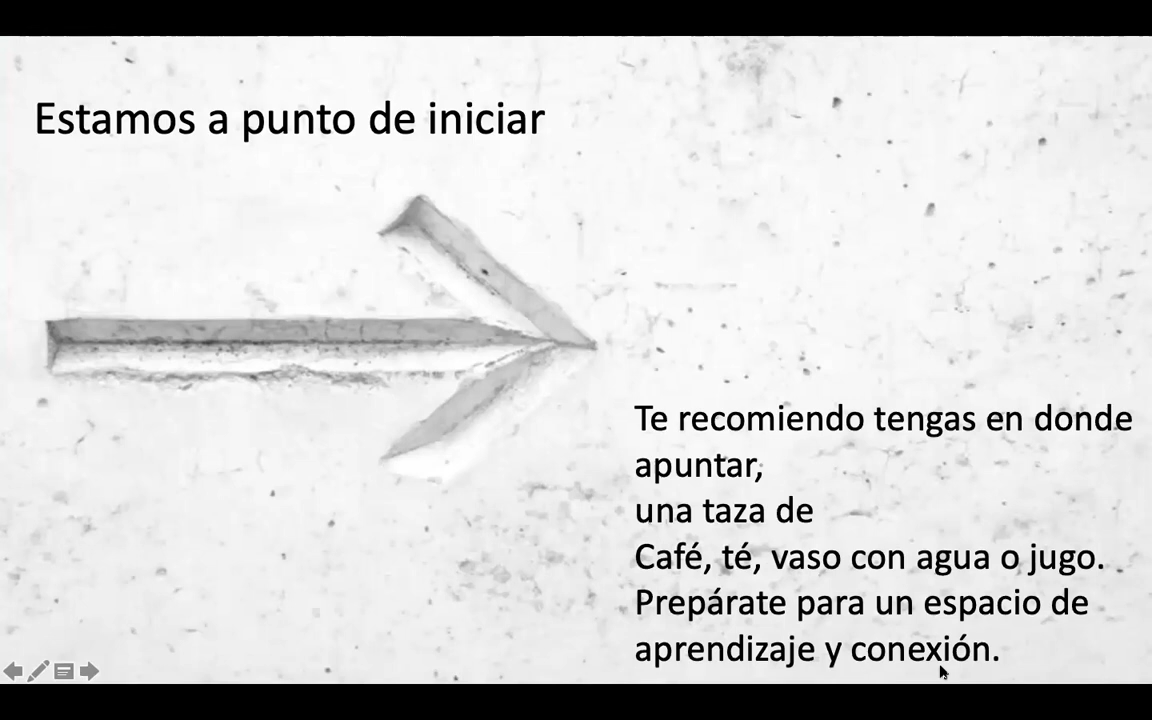 Estamos a punto de iniciar
Te recomiendo tengas en donde
apuntar,
una taza de
Café, té, vaso con agua o jugo.
Prepárate para un espacio de
aprendizaje y conexión.